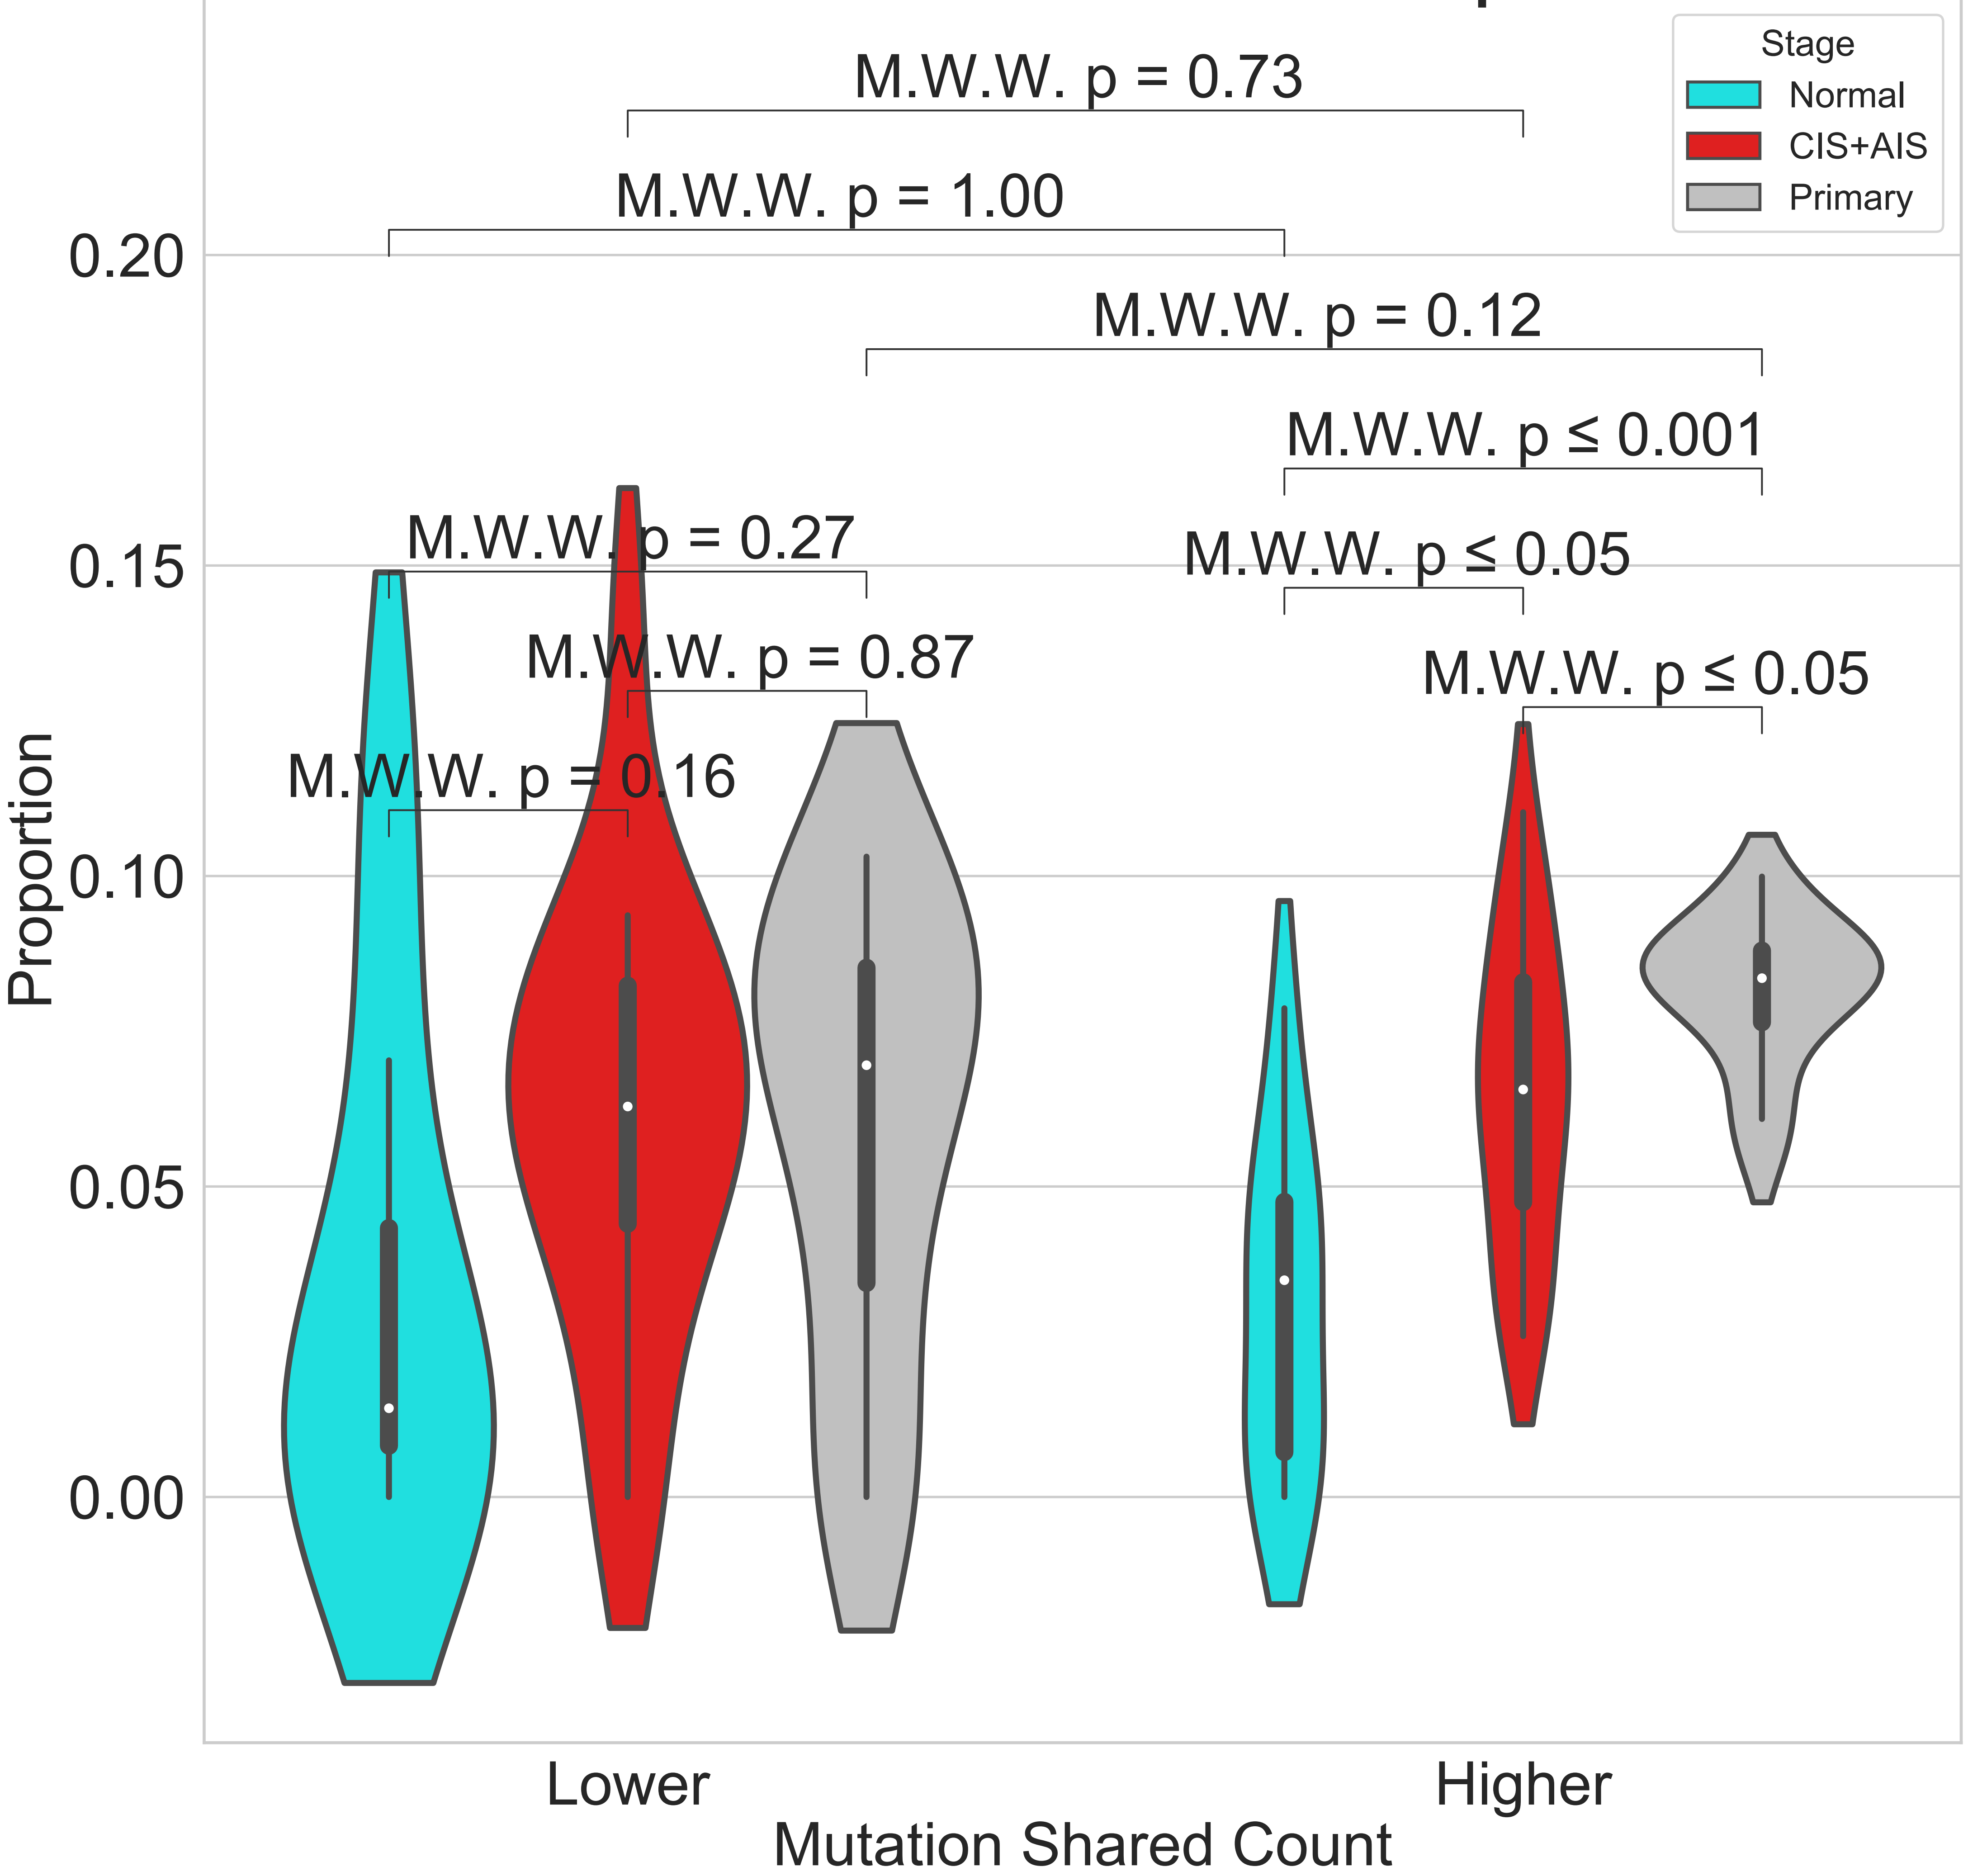 Stage
Normal
CIS+AIS
Primary
M.W.W. p = 0.73
M.W.W. p = 1.00
M.W.W. p = 0.12
M.W.W. p ≤ 0.001
M.W.W. p = 0.27
M.W.W. p ≤ 0.05
M.W.W. p = 0.87
M.W.W. p ≤ 0.05
M.W.W. p = 0.16
0.20
0.15
0.10
0.05
0.00
Proportion
Lower
Higher
Mutation Shared Count